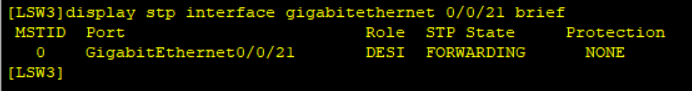 [LSW3]display stp interface gigabitethernet 0/0/21 brief
MSTID Port Role STP State Protection
0 GigabitEthernet0/0/21 DESI FORWARDING NONE
[LSW3]